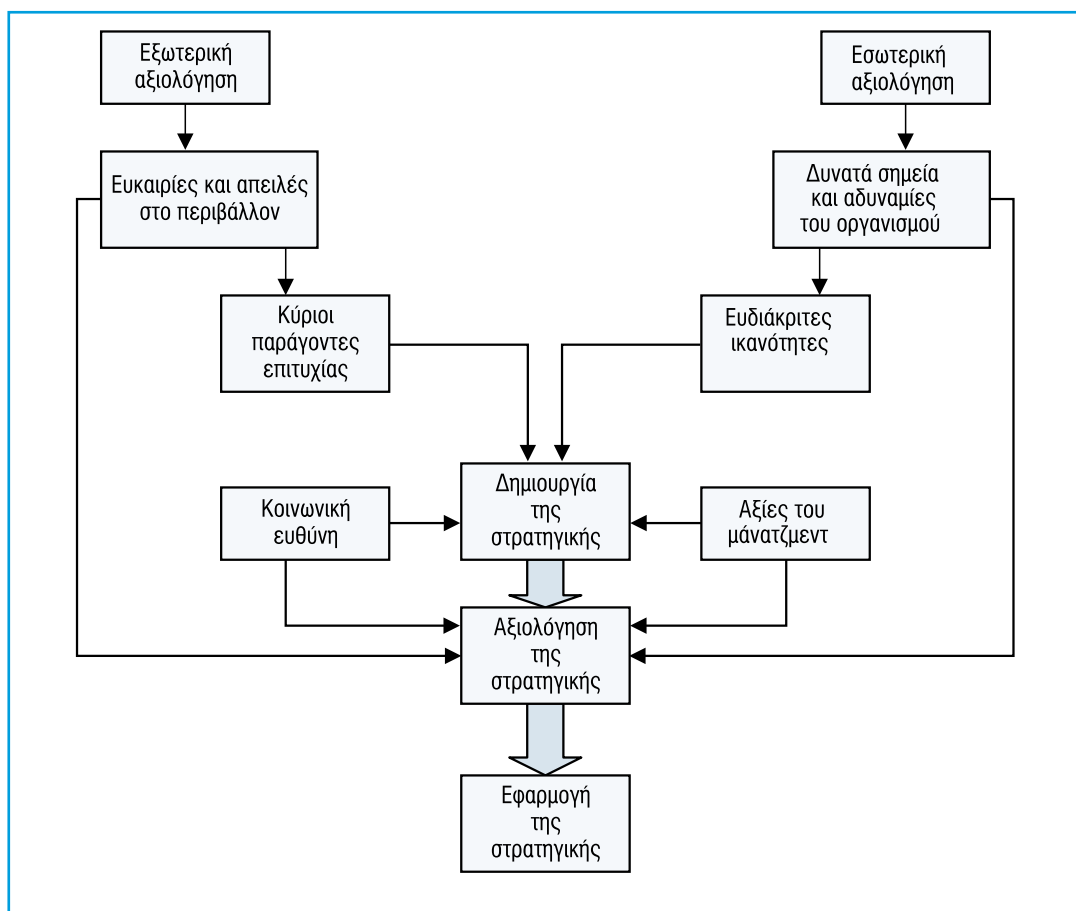 Εξωτερική
αξιολόγηση
Εσωτερική
αξιολόγηση
Ευκαιρίες και απειλές
στο περιβάλλον
Δυνατά σημεία
και αδυναμίες
του οργανισμού
Κύριοι
παράγοντες
επιτυχίας
Ευδιάκριτες
ικανότητες
Δημιουργία
της
στρατηγικής
Κοινωνική
ευθύνη
Αξίες του
μάνατζμεντ
Αξιολόγηση
της
στρατηγικής
Εφαρμογή
της
στρατηγικής